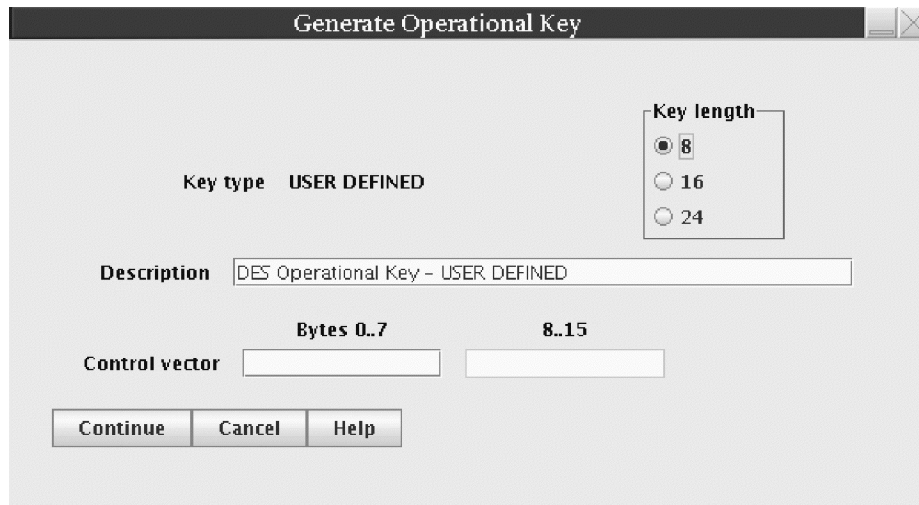 Generate Operational Key
Key length
8
Key type USER DEFINED
16
24
Description DES Operational Key – USER DEFINED
Bytes 0..7 8..15
Control vector
Continue Cancel Help